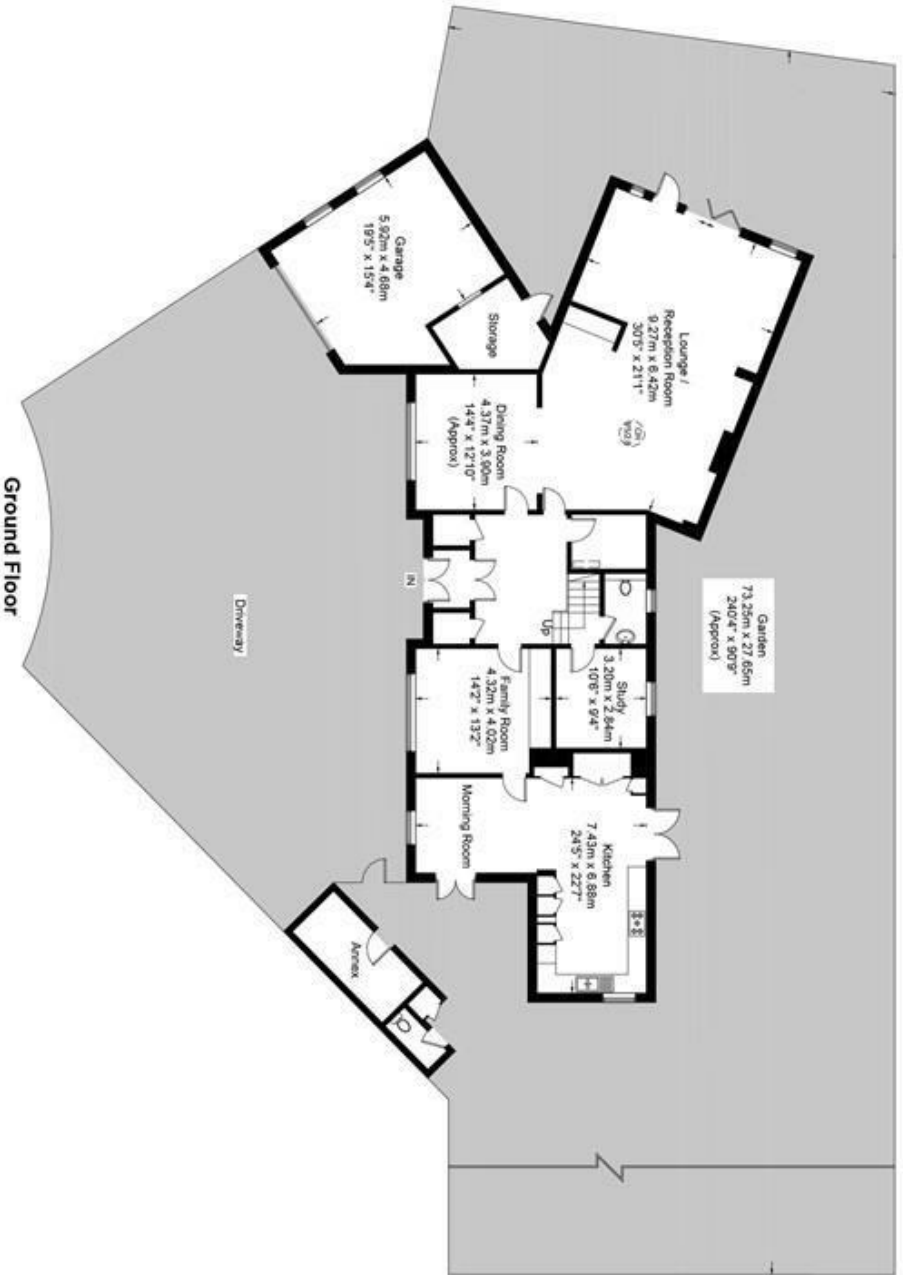 Garden
73.25m x 27.65m
240'4" x 90'9"
(Approx)
Lounge /
Reception Room
9.27m x 6.42m
30'5" x 21'1"
CH
Study
3.20m x 2.84m
10'6" x 9'4"
Kitchen
7.43m x 6.88m
24'5" x 22'7"
Up
Garage
5.92m x 4.68m
19'5" x 15'4"
Storage
Dining Room
4.37m x 3.90m
14'4" x 12'10"
(Approx)
Family Room
4.32m x 4.02m
14'2" x 13'2"
Morning Room
IN
Annex
Driveway
Ground Floor